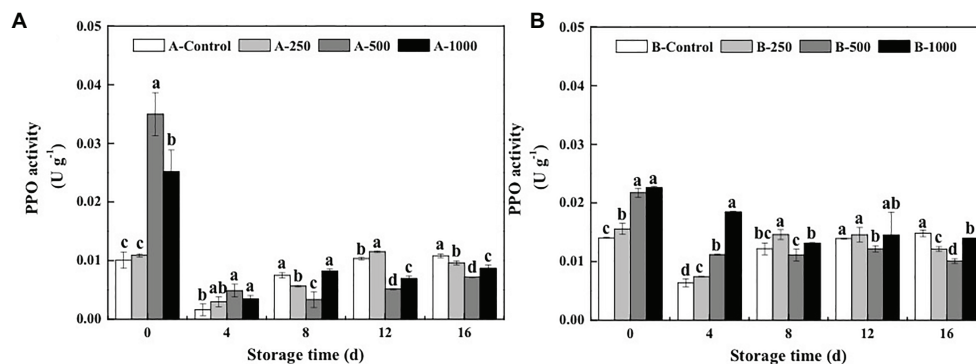 A
B
A-Control A-250 A-500 A-1000
B-Control B-250 B-500 B-1000
PPO activity
(U g-1)
0.05
0.04
0.03
0.02
0.01
0.00
c c a b
b ab a a
a b c a
b a d c
a b d c
0 4 8 12 16
Storage time (d)
PPO activity
(U g-1)
0.05
0.04
0.03
0.02
0.01
0.00
c b a a
d c b a
bc a c b
a a b ab
a c d b
0 4 8 12 16
Storage time (d)